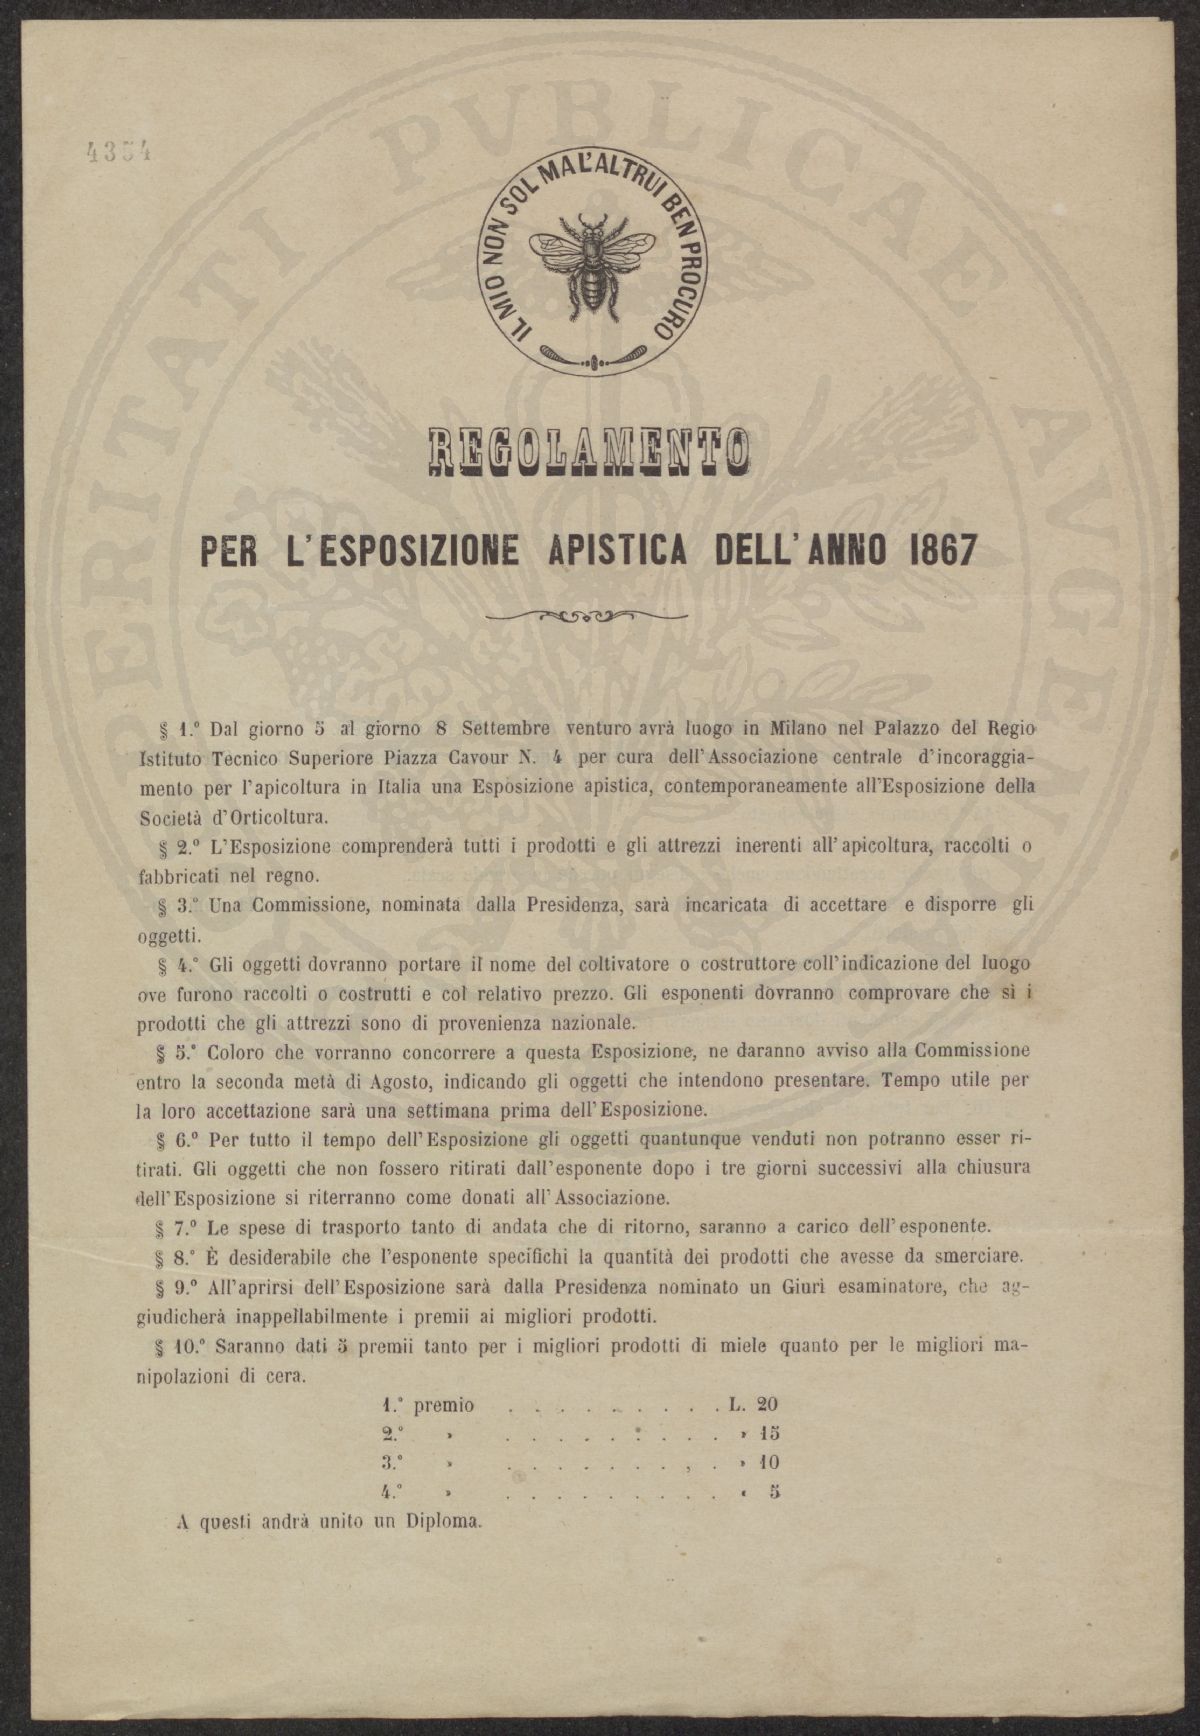 PROSPERITATI PVBLICAE AVGENDAE
4354
IL MIO NON SOL MA L'ALTRUI BEN PROCURO
REGOLAMENTO
PER L'ESPOSIZIONE APISTICA DELL'ANNO 1867
§ 1.° Dal giorno 5 al giorno 8 Settembre venturo avrà luogo in Milano nel Palazzo del Regio
Istituto Tecnico Superiore Piazza Cavour N. 4 per cura dell'Associazione centrale d'incoraggia-
mento per l'apicoltura in Italia una Esposizione apistica, contemporaneamente all'Esposizione della
Società d'Orticoltura.
§ 2.° L'Esposizione comprenderà tutti i prodotti e gli attrezzi inerenti all'apicoltura, raccolti o
fabbricati nel regno.
§ 3.° Una Commissione, nominata dalla Presidenza, sarà incaricata di accettare e disporre gli
oggetti.
§ 4.° Gli oggetti dovranno portare il nome del coltivatore o costruttore coll'indicazione del luogo
ove furono raccolti o costrutti e col relativo prezzo. Gli esponenti dovranno comprovare che sì i
prodotti che gli attrezzi sono di provenienza nazionale.
§ 5.° Coloro che vorranno concorrere a questa Esposizione, ne daranno avviso alla Commissione
entro la seconda metà di Agosto, indicando gli oggetti che intendono presentare. Tempo utile per
la loro accettazione sarà una settimana prima dell'Esposizione.
§ 6.° Per tutto il tempo dell'Esposizione gli oggetti quantunque venduti non potranno esser ri-
tirati. Gli oggetti che non fossero ritirati dall'esponente dopo i tre giorni successivi alla chiusura
dell'Esposizione si riterranno come donati all'Associazione.
§ 7.° Le spese di trasporto tanto di andata che di ritorno, saranno a carico dell'esponente.
§ 8.° È desiderabile che l'esponente specifichi la quantità dei prodotti che avesse da smerciare.
§ 9.° All'aprirsi dell'Esposizione sarà dalla Presidenza nominato un Giurì esaminatore, che ag-
giudicherà inappellabilmente i premii ai migliori prodotti.
§ 10.° Saranno dati 5 premii tanto per i migliori prodotti di miele quanto per le migliori ma-
nipolazioni di cera.
1.° premio . . . . . . . . . L. 20
2.° » . . . . . . . . . » 15
3.° » . . . . . . . , . » 10
4.° » . . . . . . . . . « 5
A questi andrà unito un Diploma.